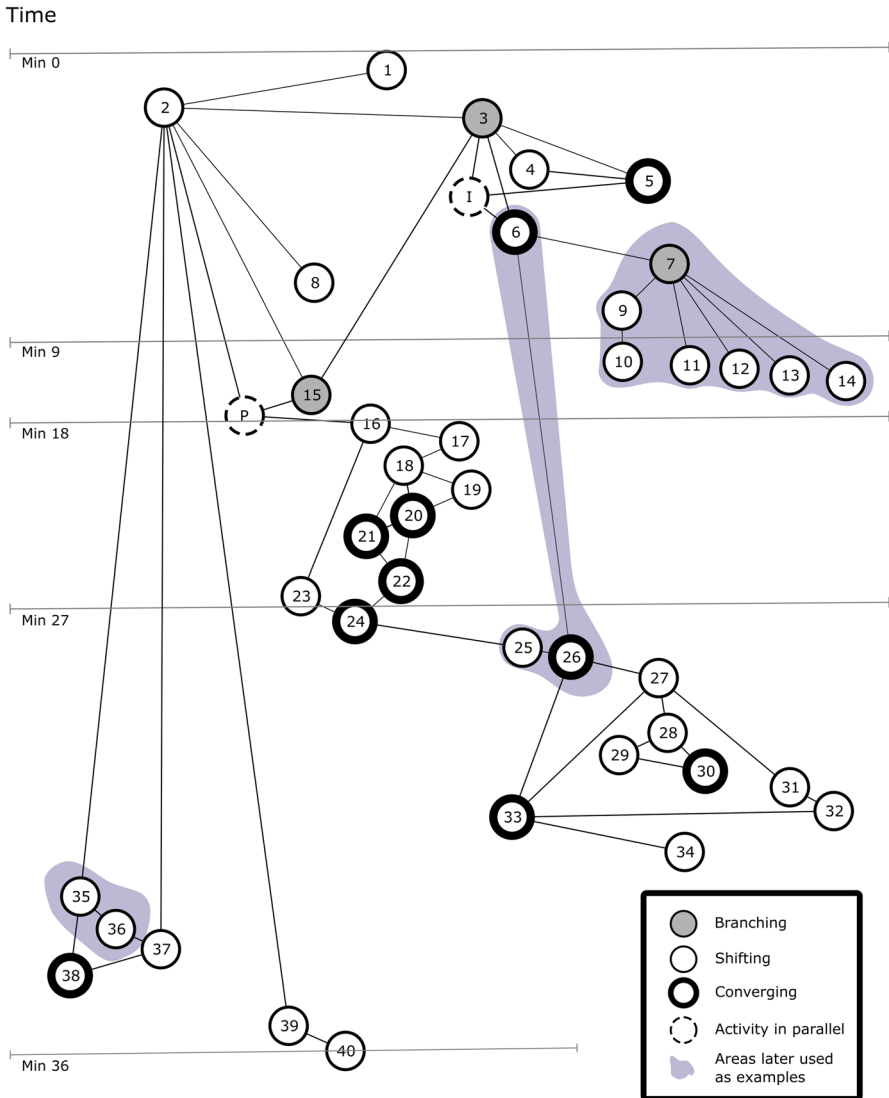 Time
Min 0
1
2
3
4
5
I
6
7
8
9
Min 9
10
11
12
13
14
15
P
16
Min 18
17
18
19
20
21
22
23
Min 27
24
25
26
27
28
29
30
31
32
33
34
35
36
37
38
39
40
Min 36
Branching
Shifting
Converging
Activity in parallel
Areas later used
as examples